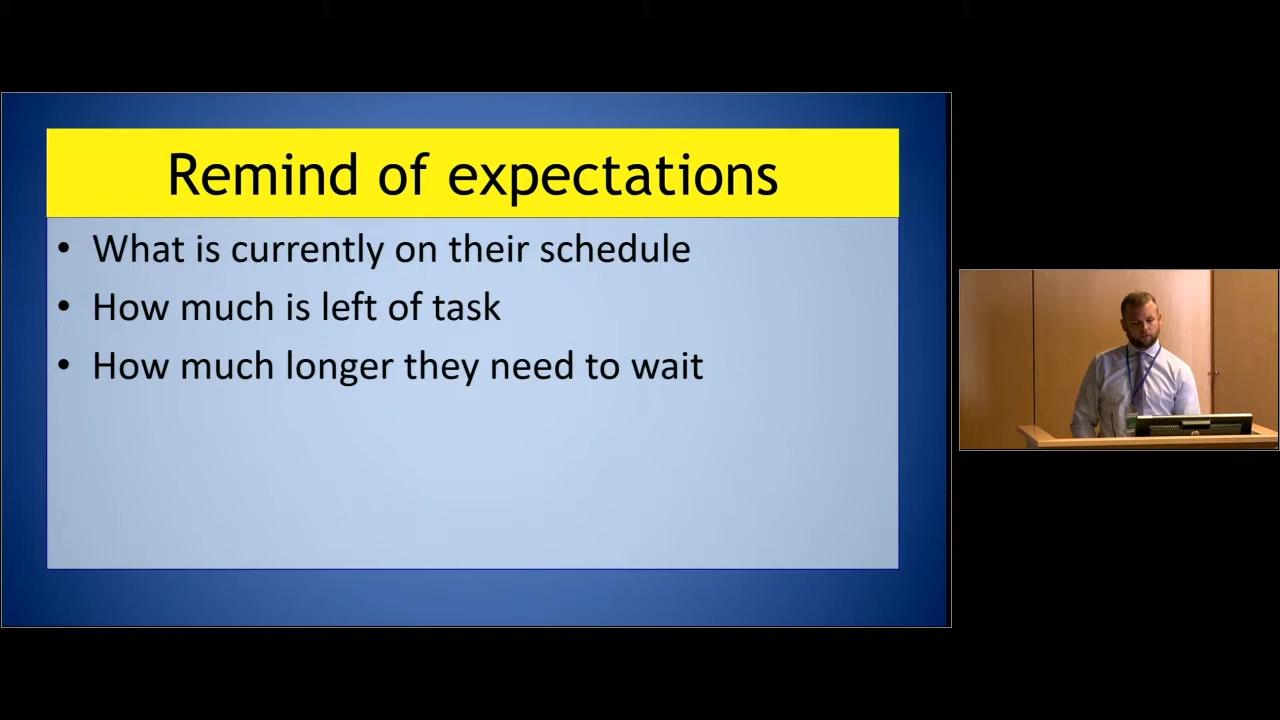 Remind of expectations
• What is currently on their schedule
• How much is left of task
• How much longer they need to wait